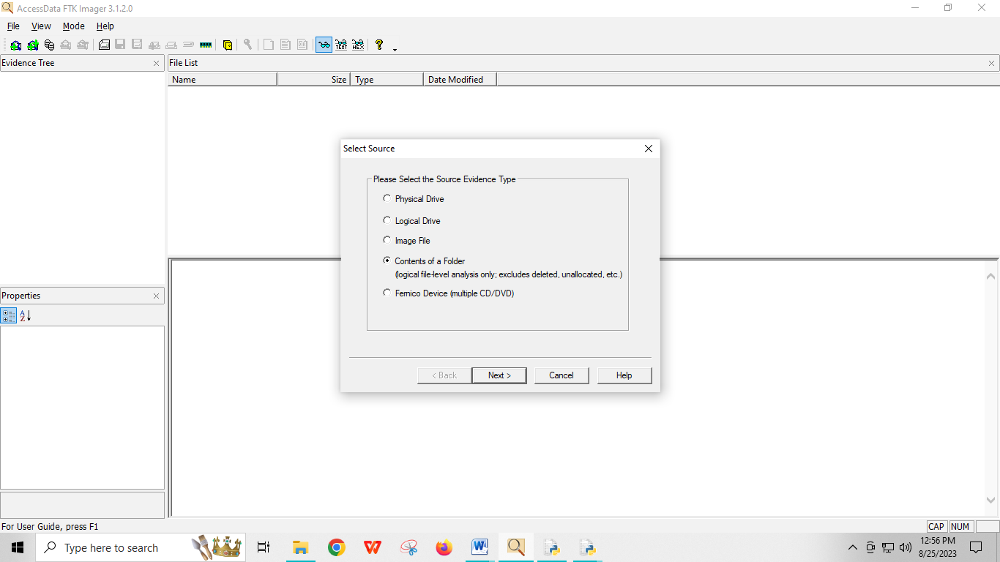 AccessData FTK Imager 3.1.2.0
File View Mode Help
TEXT HEX
Evidence Tree
File List
Name Size Type Date Modified
Select Source
Please Select the Source Evidence Type
Physical Drive
Logical Drive
Image File
Contents of a Folder
(logical file-level analysis only; excludes deleted, unallocated, etc.)
Fernico Device (multiple CD/DVD)
< Back Next > Cancel Help
Properties
A
Z
For User Guide, press F1
CAP NUM
Type here to search
12:56 PM
8/25/2023